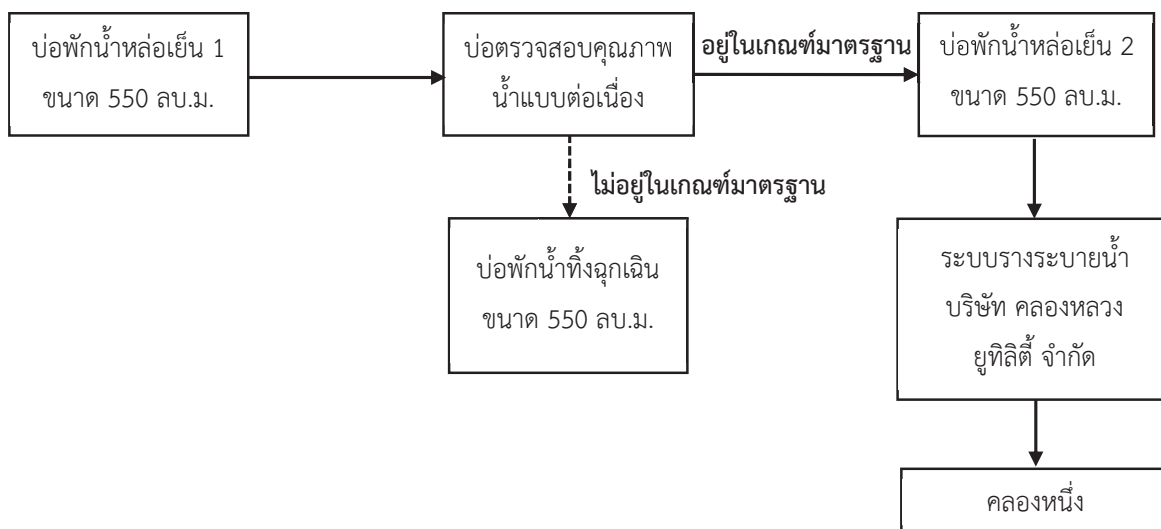 บ่อพักน้ำหล่อเย็น 1
ขนาด 550 ลบ.ม.
บ่อตรวจสอบคุณภาพ
น้ำแบบต่อเนื่อง
อยู่ในเกณฑ์มาตรฐาน
บ่อพักน้ำหล่อเย็น 2
ขนาด 550 ลบ.ม.
ไม่อยู่ในเกณฑ์มาตรฐาน
บ่อพักน้ำทิ้งฉุกเฉิน
ขนาด 550 ลบ.ม.
ระบบรางระบายน้ำ
บริษัท คลองหลวง
ยูทิลิตี้ จำกัด
คลองหนึ่ง